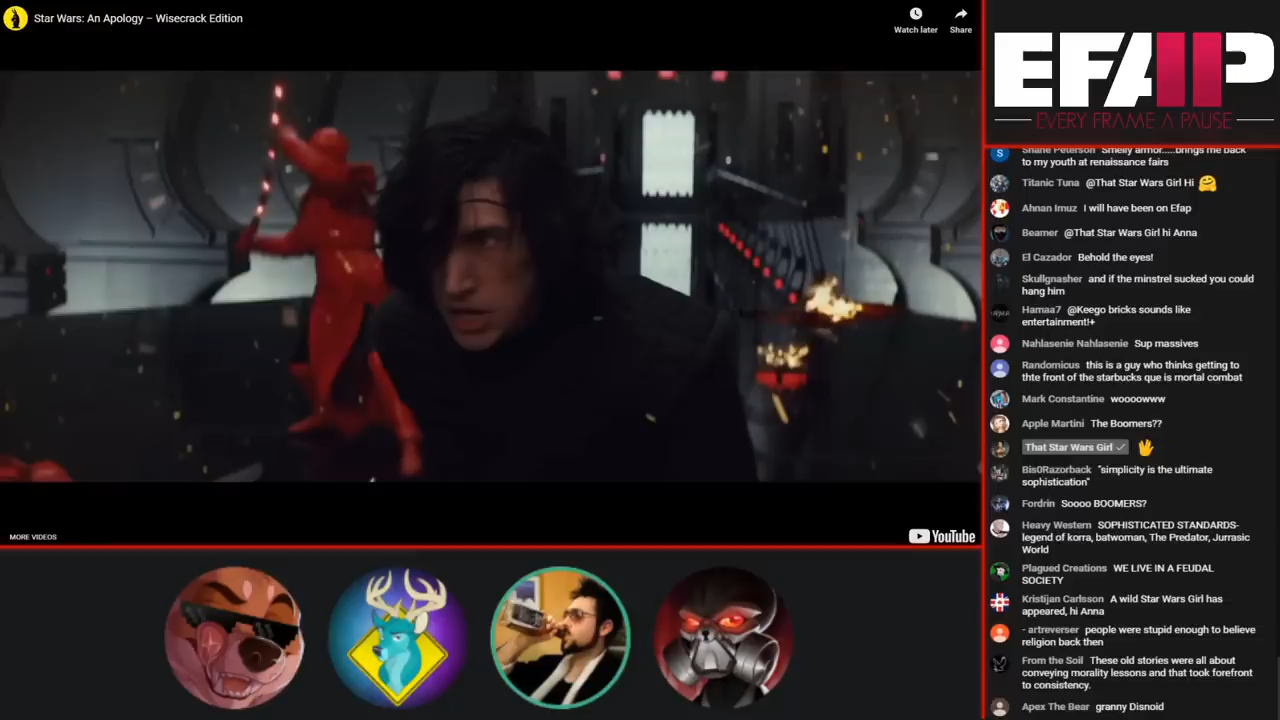 Star Wars: An Apology – Wisecrack Edition
Watch later
Share
MORE VIDEOS
YouTube
EFAP
EVERY FRAME A PAUSE
Shane Peterson Smelly armor.....brings me back
to my youth at renaissance fairs
Titanic Tuna @That Star Wars Girl Hi 🤗
Ahnan Imuz I will have been on Efap
Beamer @That Star Wars Girl hi Anna
El Cazador Behold the eyes!
Skullgnasher and if the minstrel sucked you could
hang him
Hamaa7 @Keego bricks sounds like
entertainment!+
Nahlasenie Nahlasenie Sup massives
Randomicus this is a guy who thinks getting to
thte front of the starbucks que is mortal combat
Mark Constantine woooowww
Apple Martini The Boomers??
That Star Wars Girl ✓ 🖖
Bis0Razorback "simplicity is the ultimate
sophistication"
Fordrin Soooo BOOMERS?
Heavy Western SOPHISTICATED STANDARDS-
legend of korra, batwoman, The Predator, Jurrasic
World
Plagued Creations WE LIVE IN A FEUDAL
SOCIETY
Kristijan Carlsson A wild Star Wars Girl has
appeared, hi Anna
- artreverser people were stupid enough to believe
religion back then
From the Soil These old stories were all about
conveying morality lessons and that took forefront
to consistency.
Apex The Bear granny Disnoid